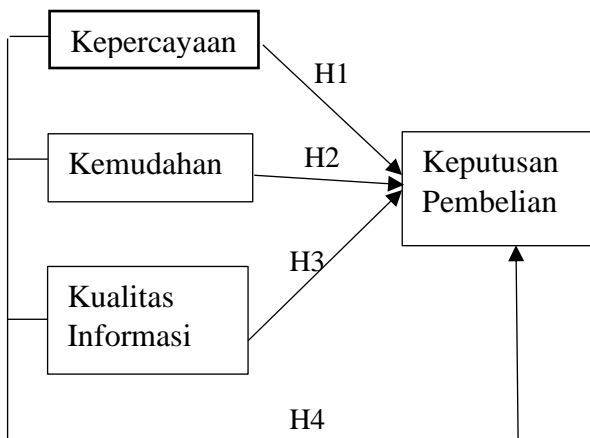 Kepercayaan
H1
Kemudahan
H2
Keputusan
Pembelian
H3
Kualitas
Informasi
H4